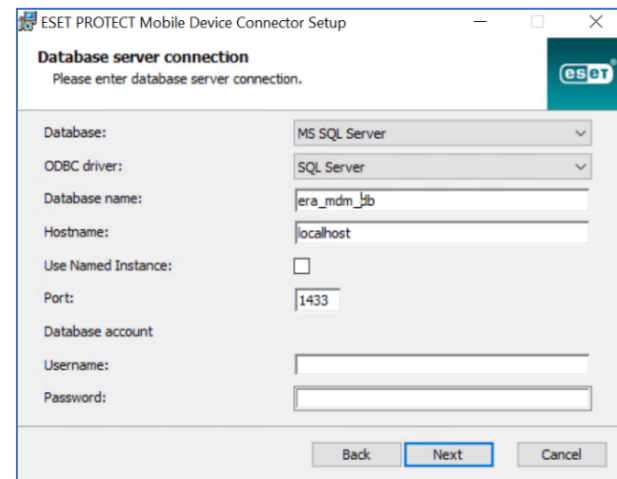 ESET PROTECT Mobile Device Connector Setup
Database server connection
Please enter database server connection.
eset
Database: MS SQL Server
ODBC driver: SQL Server
Database name: era_mdm_db
Hostname: localhost
Use Named Instance:
Port: 1433
Database account
Username:
Password:
Back Next Cancel